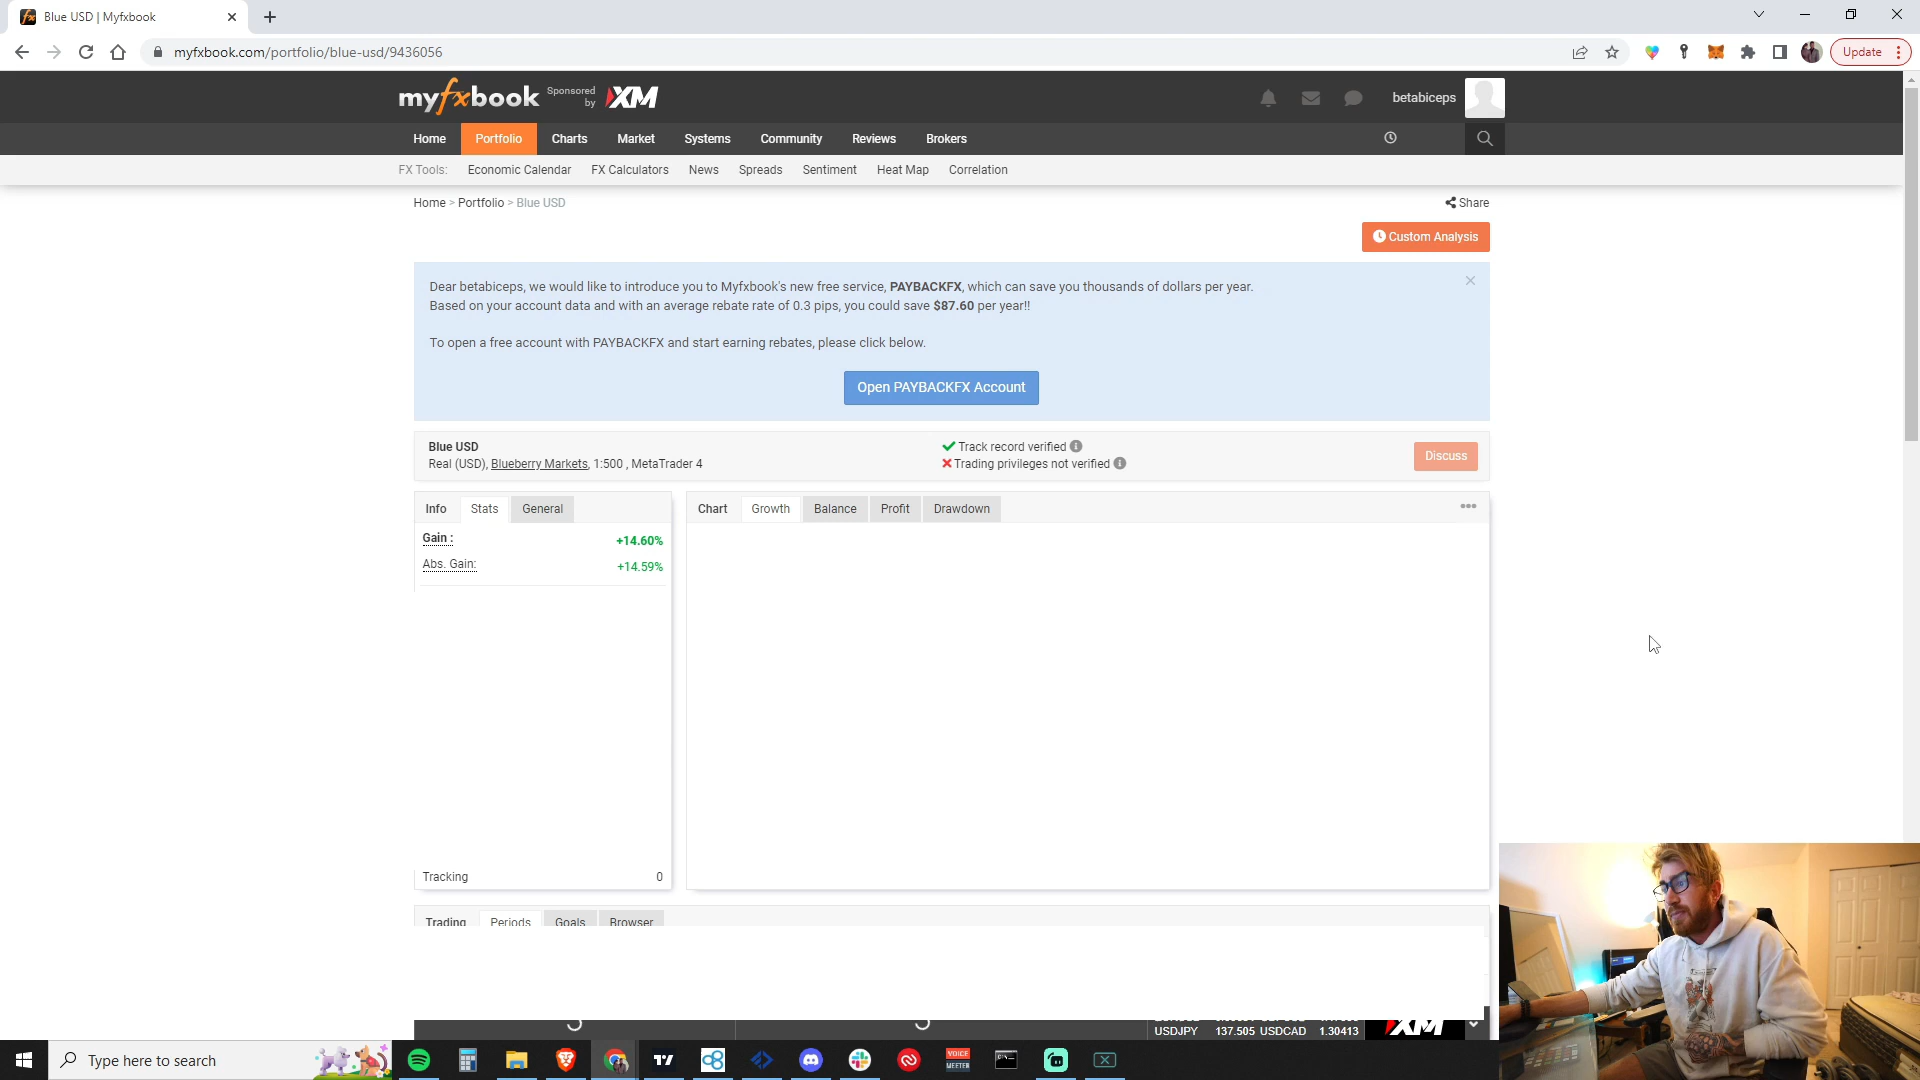 Blue USD | Myfxbook
myfxbook.com/portfolio/blue-usd/9436056
Update
myfxbook Sponsored by XM
betabiceps
Home Portfolio Charts Market Systems Community Reviews Brokers
FX Tools: Economic Calendar FX Calculators News Spreads Sentiment Heat Map Correlation
Home > Portfolio > Blue USD
Share
Custom Analysis
Dear betabiceps, we would like to introduce you to Myfxbook's new free service, PAYBACKFX, which can save you thousands of dollars per year.
Based on your account data and with an average rebate rate of 0.3 pips, you could save $87.60 per year!!
To open a free account with PAYBACKFX and start earning rebates, please click below.
Open PAYBACKFX Account
Blue USD
Real (USD), Blueberry Markets, 1:500 , MetaTrader 4
Track record verified
Trading privileges not verified
Discuss
Info Stats General
Gain : +14.60%
Abs. Gain: +14.59%
Tracking 0
Chart Growth Balance Profit Drawdown
Trading Periods Goals Browser
USDJPY 137.505 USDCAD 1.30413
XM
Type here to search
VOICE
MEETER